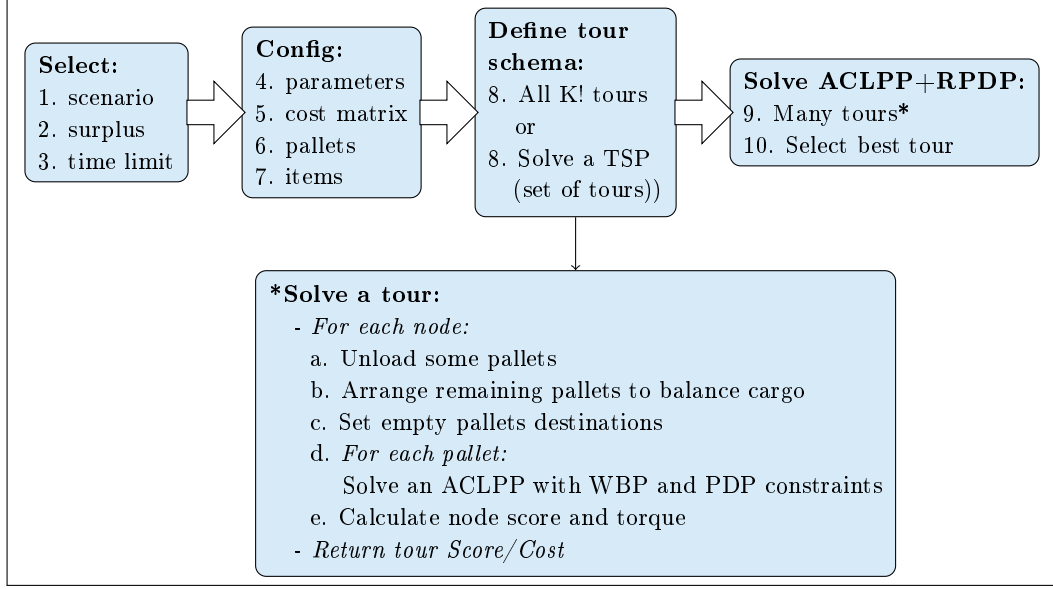 Select:
1. scenario
2. surplus
3. time limit
Config:
4. parameters
5. cost matrix
6. pallets
7. items
Define tour
schema:
8. All K! tours
or
8. Solve a TSP
(set of tours))
Solve ACLPP+RPDP:
9. Many tours*
10. Select best tour
*Solve a tour:
- For each node:
a. Unload some pallets
b. Arrange remaining pallets to balance cargo
c. Set empty pallets destinations
d. For each pallet:
Solve an ACLPP with WBP and PDP constraints
e. Calculate node score and torque
- Return tour Score/Cost